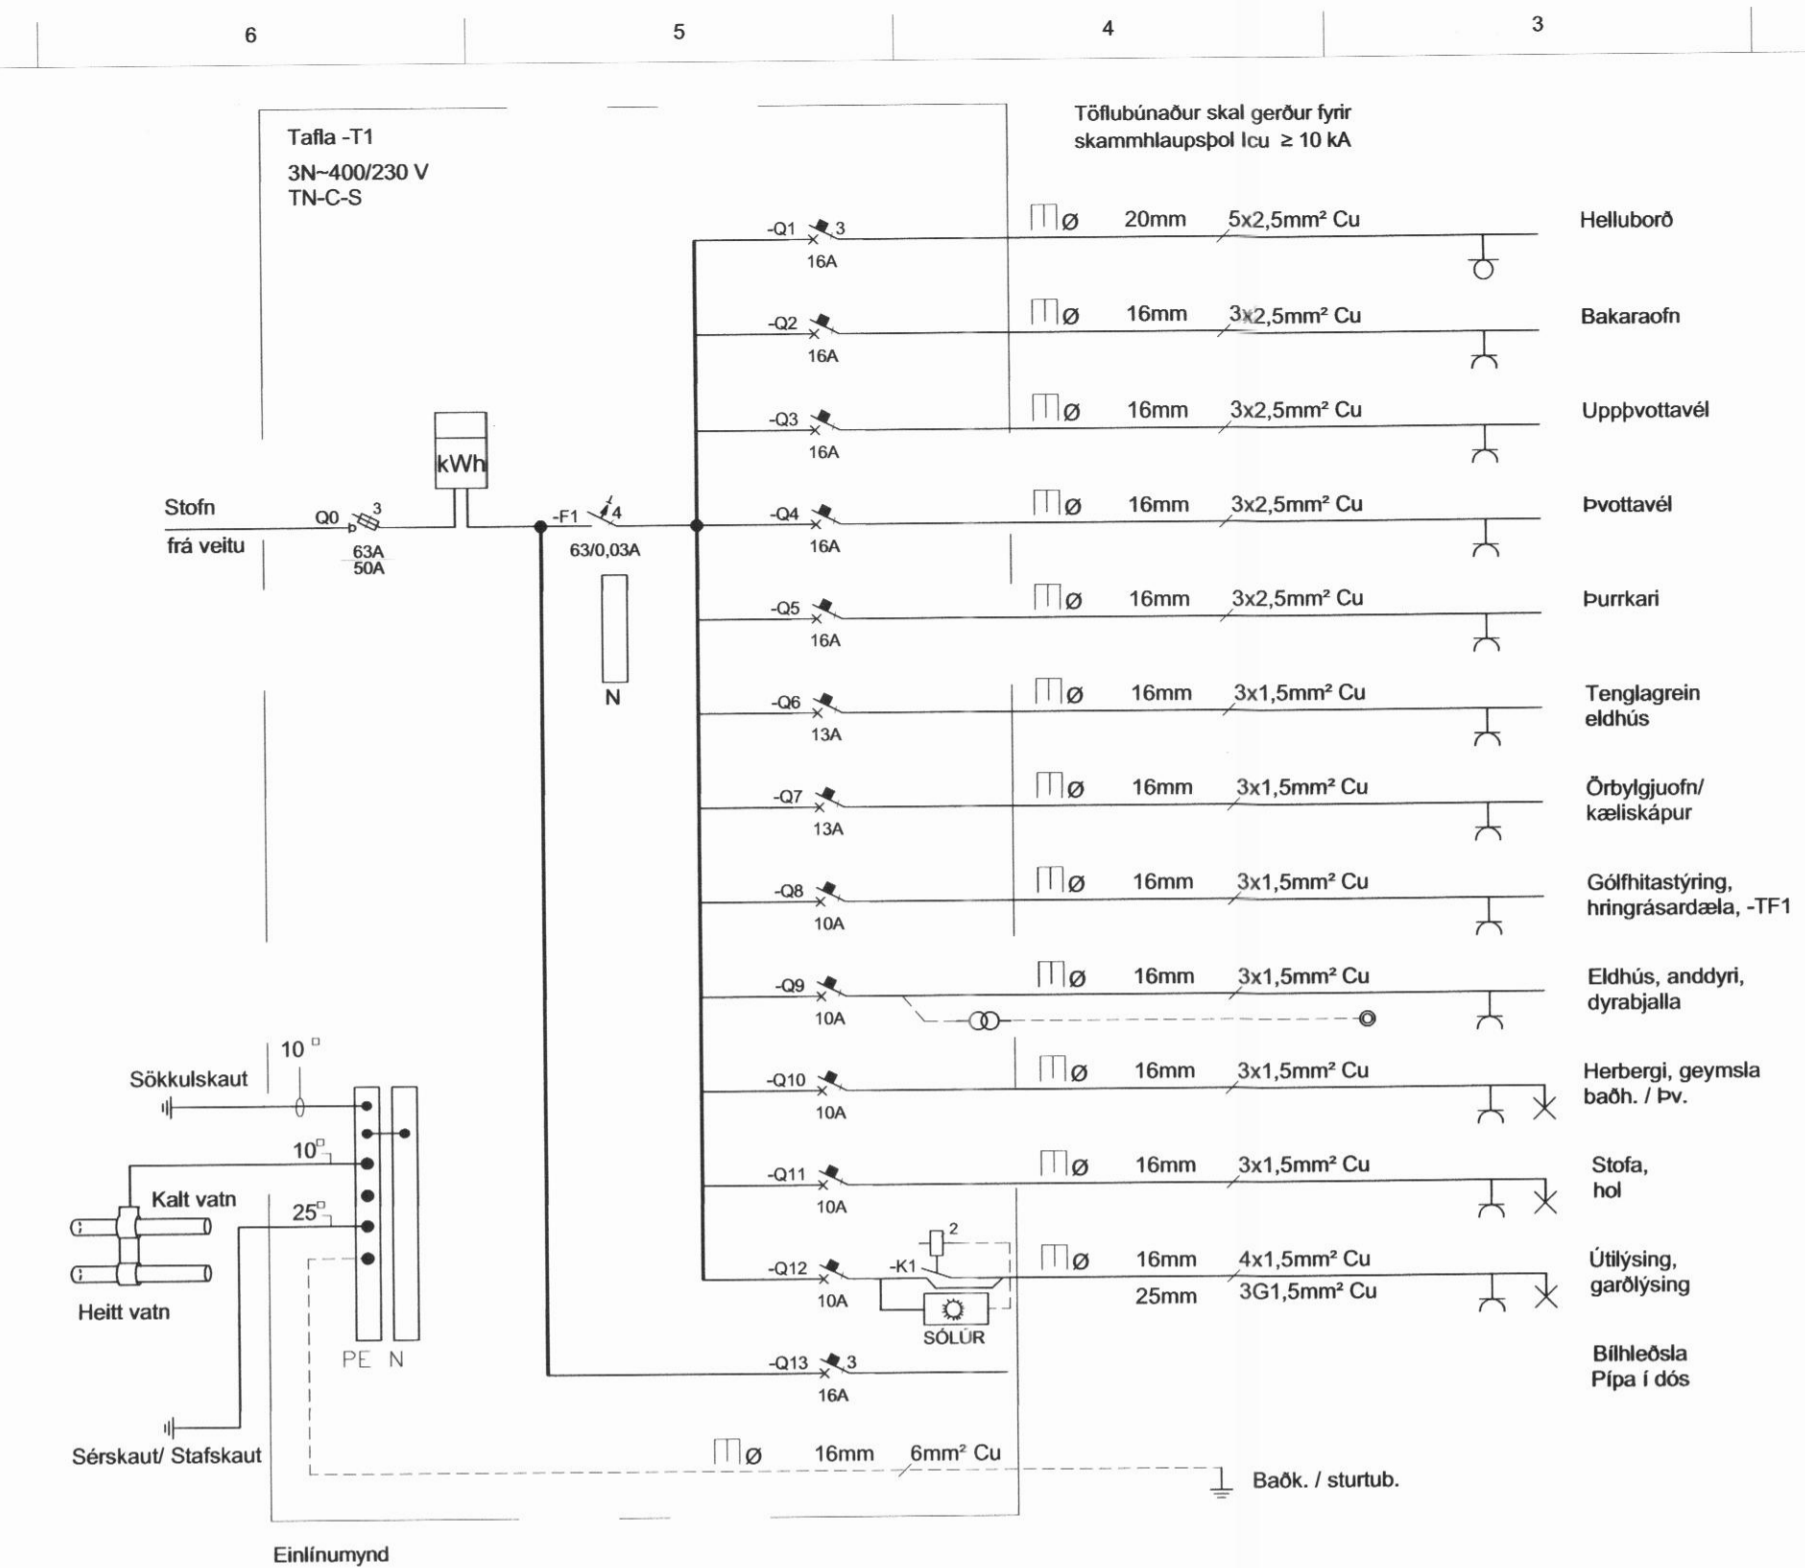 6 5 4 3
Tafla -T1
3N~400/230 V
TN-C-S
Töflubúnaður skal gerður fyrir
skammhlaupsþol Icu ≥ 10 kA
-Q1 3 16A 20mm 5x2,5mm² Cu Helluborð
-Q2 16A 16mm 3x2,5mm² Cu Bakaraofn
-Q3 16A 16mm 3x2,5mm² Cu Uppþvottavél
kWh
Stofn
frá veitu
Q0 3
63A
50A
-F1 4
63/0,03A
N
-Q4 16A 16mm 3x2,5mm² Cu Þvottavél
-Q5 16A 16mm 3x2,5mm² Cu Þurrkari
-Q6 13A 16mm 3x1,5mm² Cu Tenglagrein
eldhús
-Q7 13A 16mm 3x1,5mm² Cu Örbylgjuofn/
kæliskápur
-Q8 10A 16mm 3x1,5mm² Cu Gólfhitastýring,
hringrásardæla, -TF1
-Q9 10A 16mm 3x1,5mm² Cu Eldhús, anddyri,
dyrabjalla
-Q10 10A 16mm 3x1,5mm² Cu Herbergi, geymsla
baðh. / Þv.
-Q11 10A 16mm 3x1,5mm² Cu Stofa,
hol
-Q12 10A -K1 2 16mm 4x1,5mm² Cu Útilýsing,
25mm 3G1,5mm² Cu garðlýsing
SÓLÚR
-Q13 3 16A Bílhleðsla
Pípa í dós
10
Sökkulskaut
10
Kalt vatn
25
Heitt vatn
PE N
Sérskaut/ Stafskaut
16mm 6mm² Cu
Baðk. / sturtub.
Einlínumynd